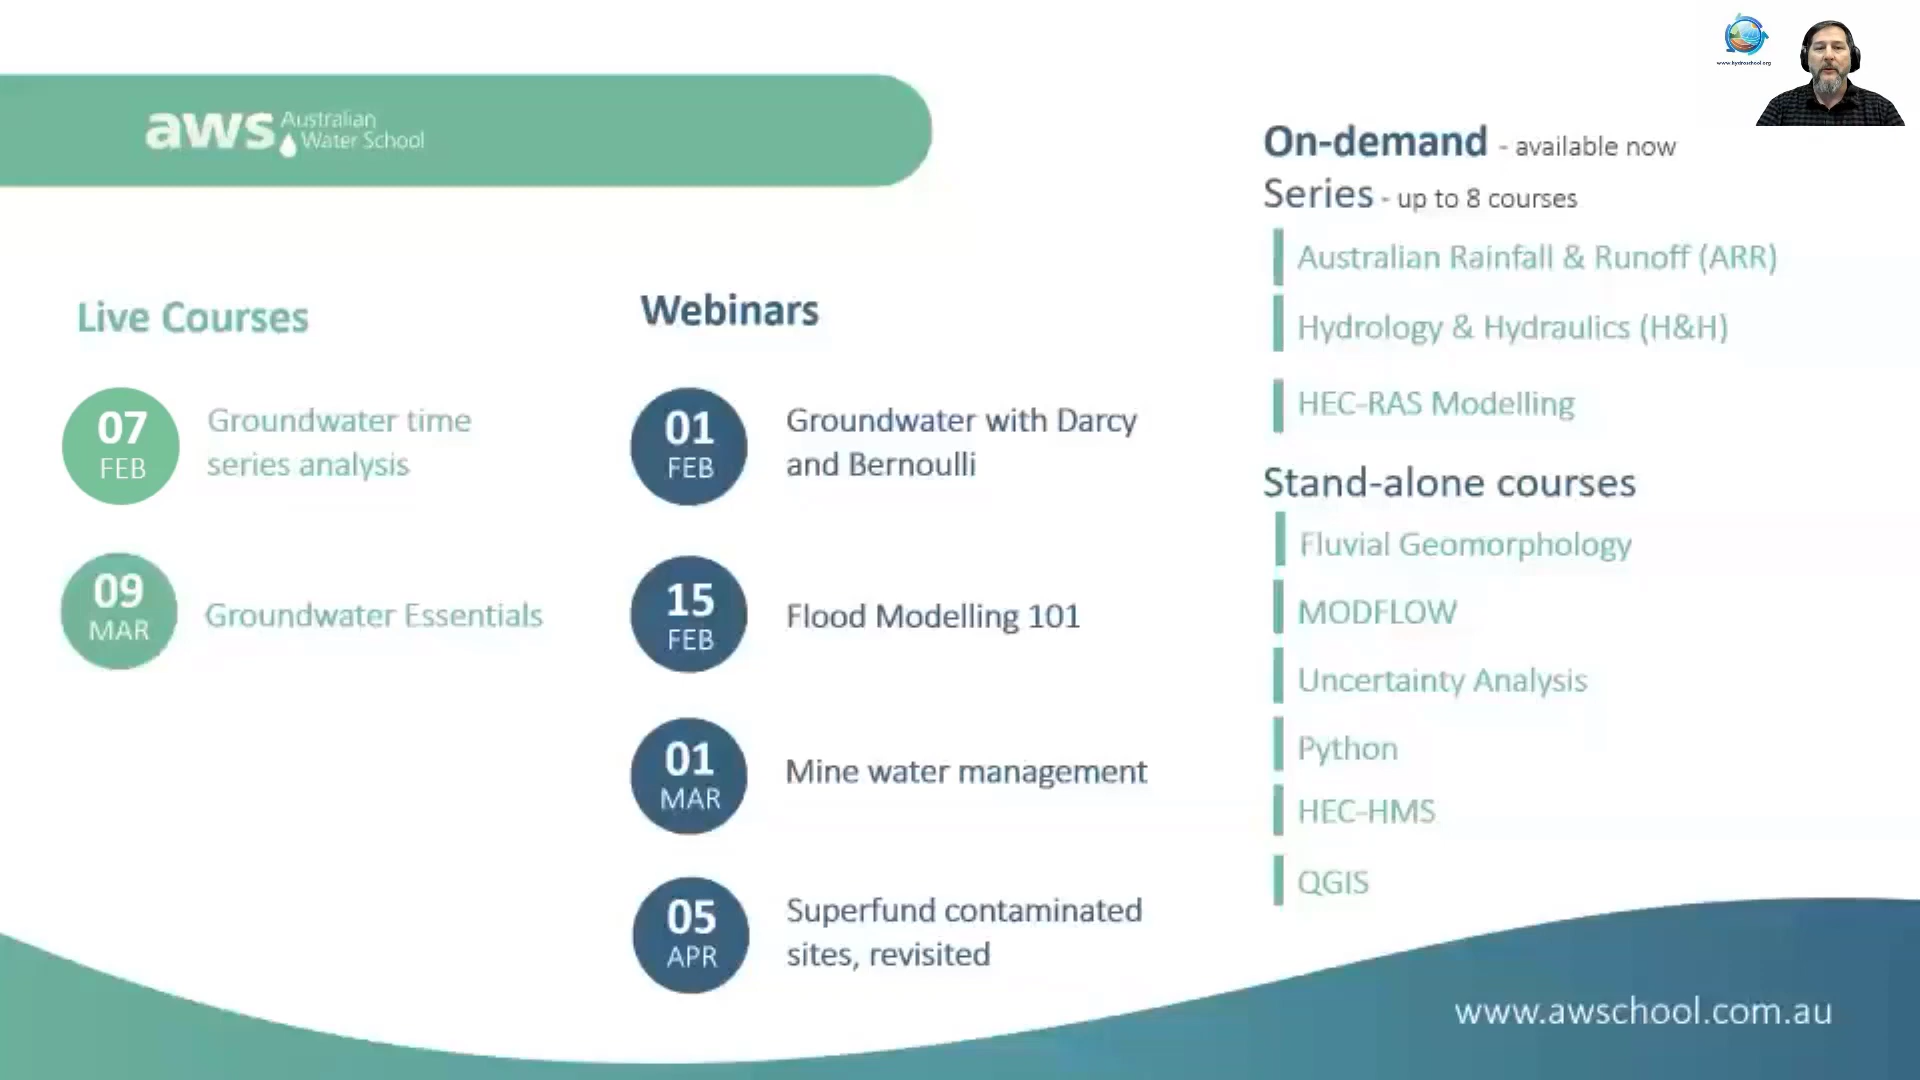 aws Australian
Water School
www.hydroschool.org
Live Courses
07
FEB
Groundwater time
series analysis
09
MAR
Groundwater Essentials
Webinars
01
FEB
Groundwater with Darcy
and Bernoulli
15
FEB
Flood Modelling 101
01
MAR
Mine water management
05
APR
Superfund contaminated
sites, revisited
On-demand - available now
Series - up to 8 courses
Australian Rainfall & Runoff (ARR)
Hydrology & Hydraulics (H&H)
HEC-RAS Modelling
Stand-alone courses
Fluvial Geomorphology
MODFLOW
Uncertainty Analysis
Python
HEC-HMS
QGIS
www.awschool.com.au